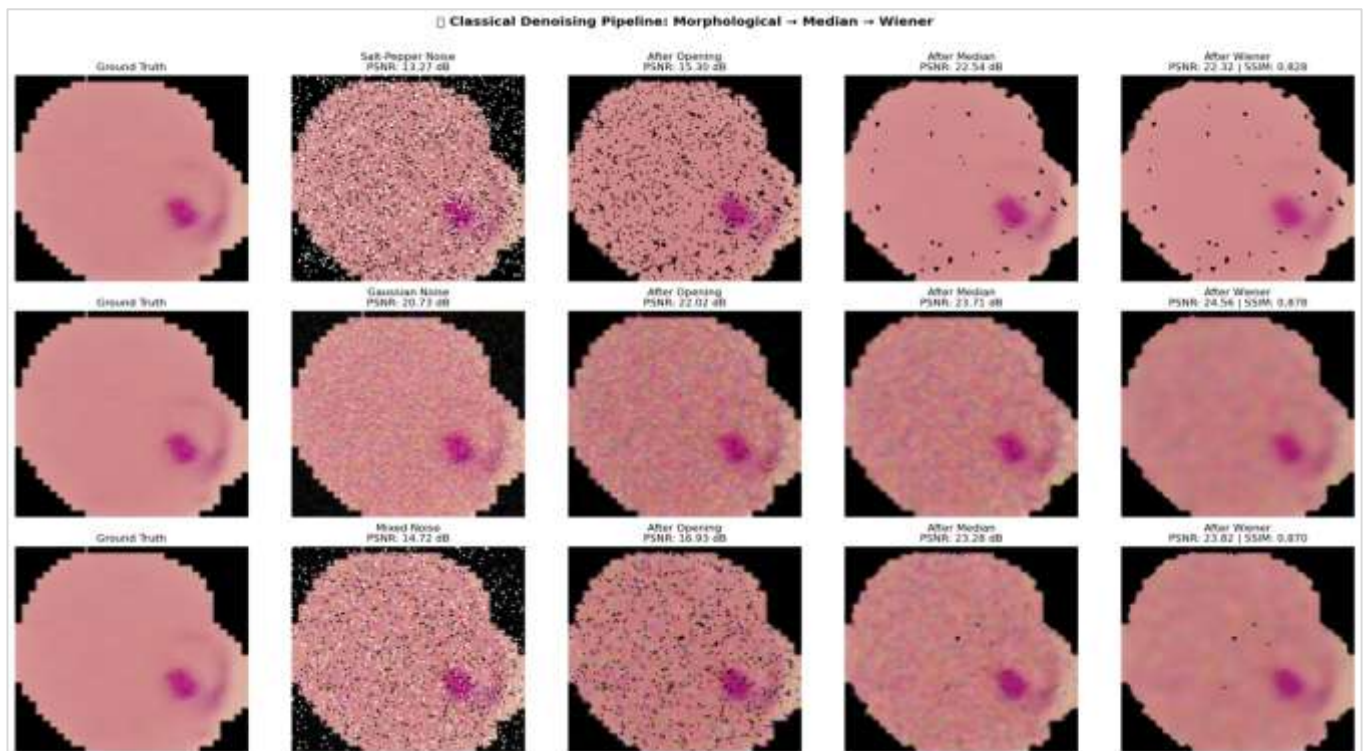 Classical Denoising Pipeline: Morphological → Median → Wiener
Ground Truth
Salt-Pepper Noise
PSNR: 13.27 dB
After Opening
PSNR: 15.30 dB
After Median
PSNR: 22.54 dB
After Wiener
PSNR: 22.32 | SSIM: 0.828
Ground Truth
Gaussian Noise
PSNR: 20.73 dB
After Opening
PSNR: 22.02 dB
After Median
PSNR: 23.71 dB
After Wiener
PSNR: 24.56 | SSIM: 0.878
Ground Truth
Mixed Noise
PSNR: 14.72 dB
After Opening
PSNR: 16.93 dB
After Median
PSNR: 23.28 dB
After Wiener
PSNR: 23.82 | SSIM: 0.870